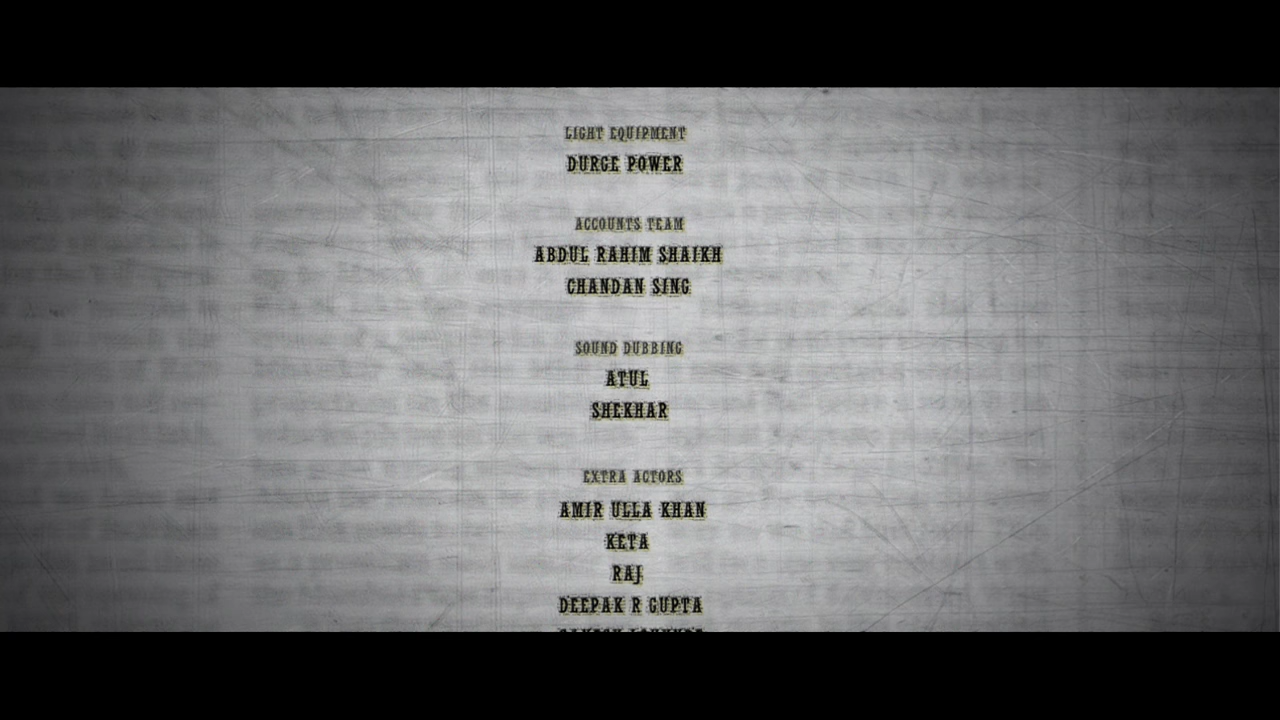 LIGHT EQUIPMENT
DURGE POWER
ACCOUNTS TEAM
ABDUL RAHIM SHAIKH
CHANDAN SING
SOUND DUBBING
ATUL
SHEKHAR
EXTRA ACTORS
AMIR ULLA KHAN
KETA
RAJ
DEEPAK R GUPTA